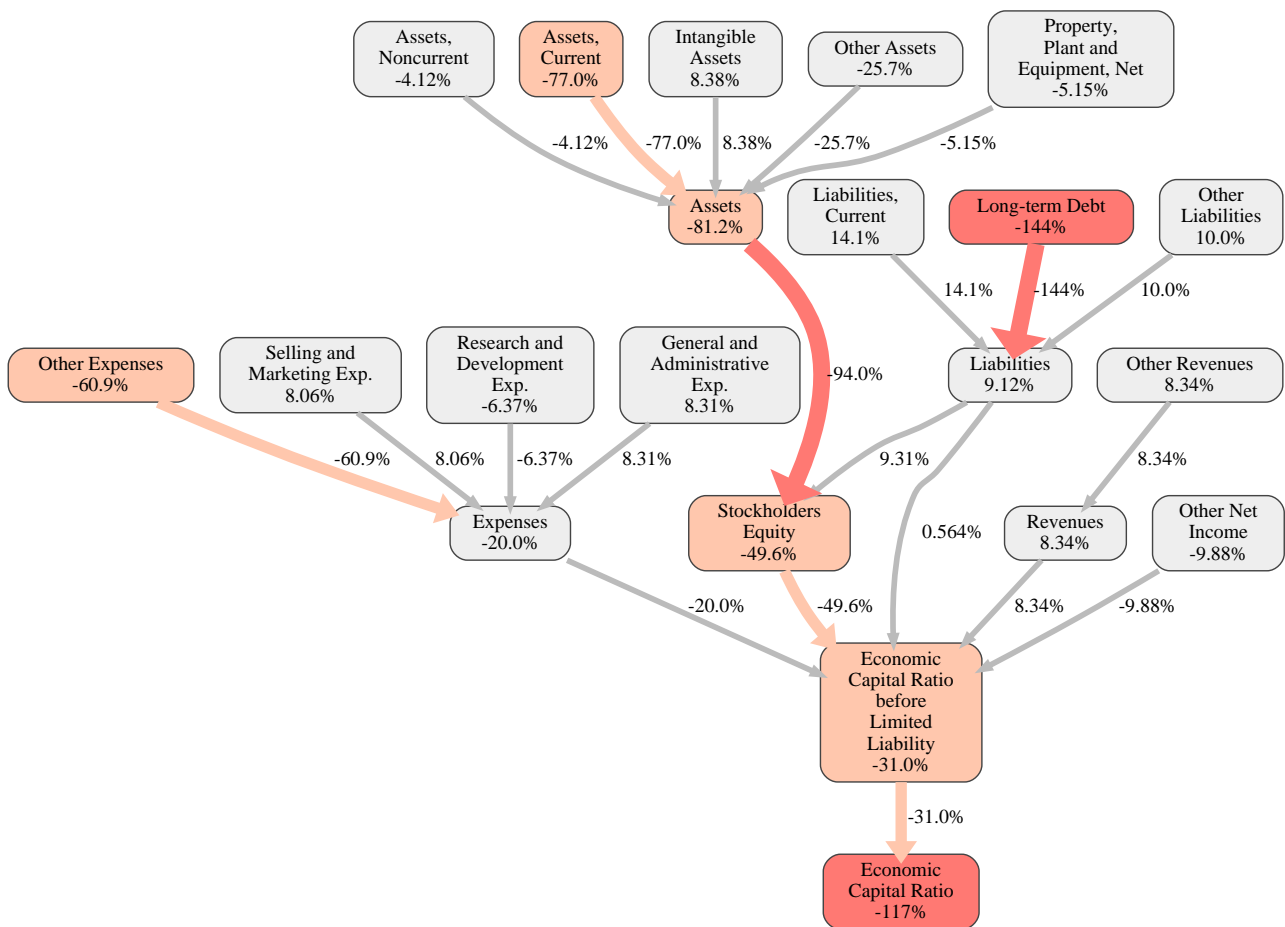 Assets,
Noncurrent
-4.12%
Assets,
Current
-77.0%
Intangible
Assets
8.38%
Other Assets
-25.7%
Property,
Plant and
Equipment, Net
-5.15%
-4.12%
-77.0%
8.38%
-25.7%
-5.15%
Assets
-81.2%
Liabilities,
Current
14.1%
Long-term Debt
-144%
Other
Liabilities
10.0%
14.1%
-144%
10.0%
Other Expenses
-60.9%
Selling and
Marketing Exp.
8.06%
Research and
Development
Exp.
-6.37%
General and
Administrative
Exp.
8.31%
-94.0%
Liabilities
9.12%
Other Revenues
8.34%
-60.9%
8.06%
-6.37%
8.31%
9.31%
8.34%
Expenses
-20.0%
Stockholders
Equity
-49.6%
0.564%
Revenues
8.34%
Other Net
Income
-9.88%
-20.0%
-49.6%
8.34%
-9.88%
Economic
Capital Ratio
before
Limited
Liability
-31.0%
-31.0%
Economic
Capital Ratio
-117%